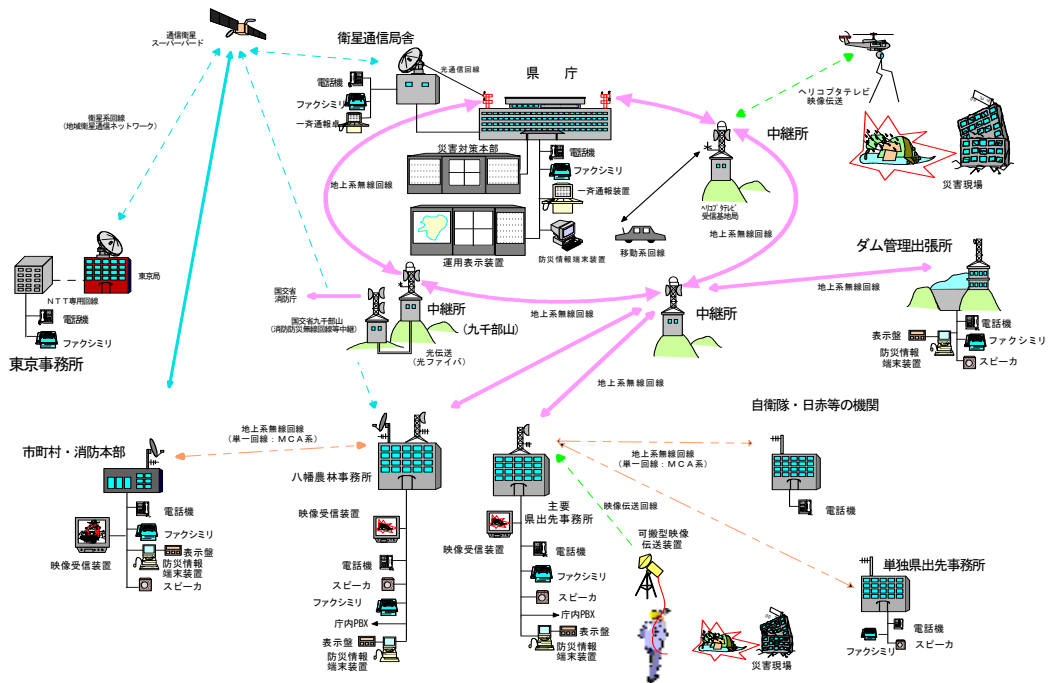 通信衛星
スーパーバード
衛星通信局舎
光通信回線
県庁
電話機
ファクシミリ
一斉通報卓
ヘリコプタテレビ
映像伝送
中継所
災害現場
衛星系回線
(地域衛星通信ネットワーク)
災害対策本部
電話機
ファクシミリ
一斉通報装置
地上系無線回線
ヘリコプタテレビ
受信基地局
地上系無線回線
移動系回線
運用表示装置
防災情報端末装置
ダム管理出張所
東京局
NTT専用回線
電話機
ファクシミリ
東京事務所
国交省
消防庁
国交省九千部山
(消防防災無線回線等中継)
中継所
(九千部山)
光伝送
(光ファイバ)
地上系無線回線
中継所
地上系無線回線
表示盤
防災情報
端末装置
電話機
ファクシミリ
スピーカ
地上系無線回線
自衛隊・日赤等の機関
地上系無線回線
(単一回線:MCA系)
市町村・消防本部
八幡農林事務所
地上系無線回線
(単一回線:MCA系)
主要
県出先事務所
映像伝送回線
電話機
ファクシミリ
表示盤
防災情報
端末装置
スピーカ
映像受信装置
映像受信装置
電話機
スピーカ
ファクシミリ
庁内PBX
表示盤
防災情報
端末装置
映像受信装置
電話機
ファクシミリ
スピーカ
庁内PBX
表示盤
防災情報
端末装置
可搬型映像
伝送装置
災害現場
電話機
単独県出先事務所
電話機
ファクシミリ
スピーカ